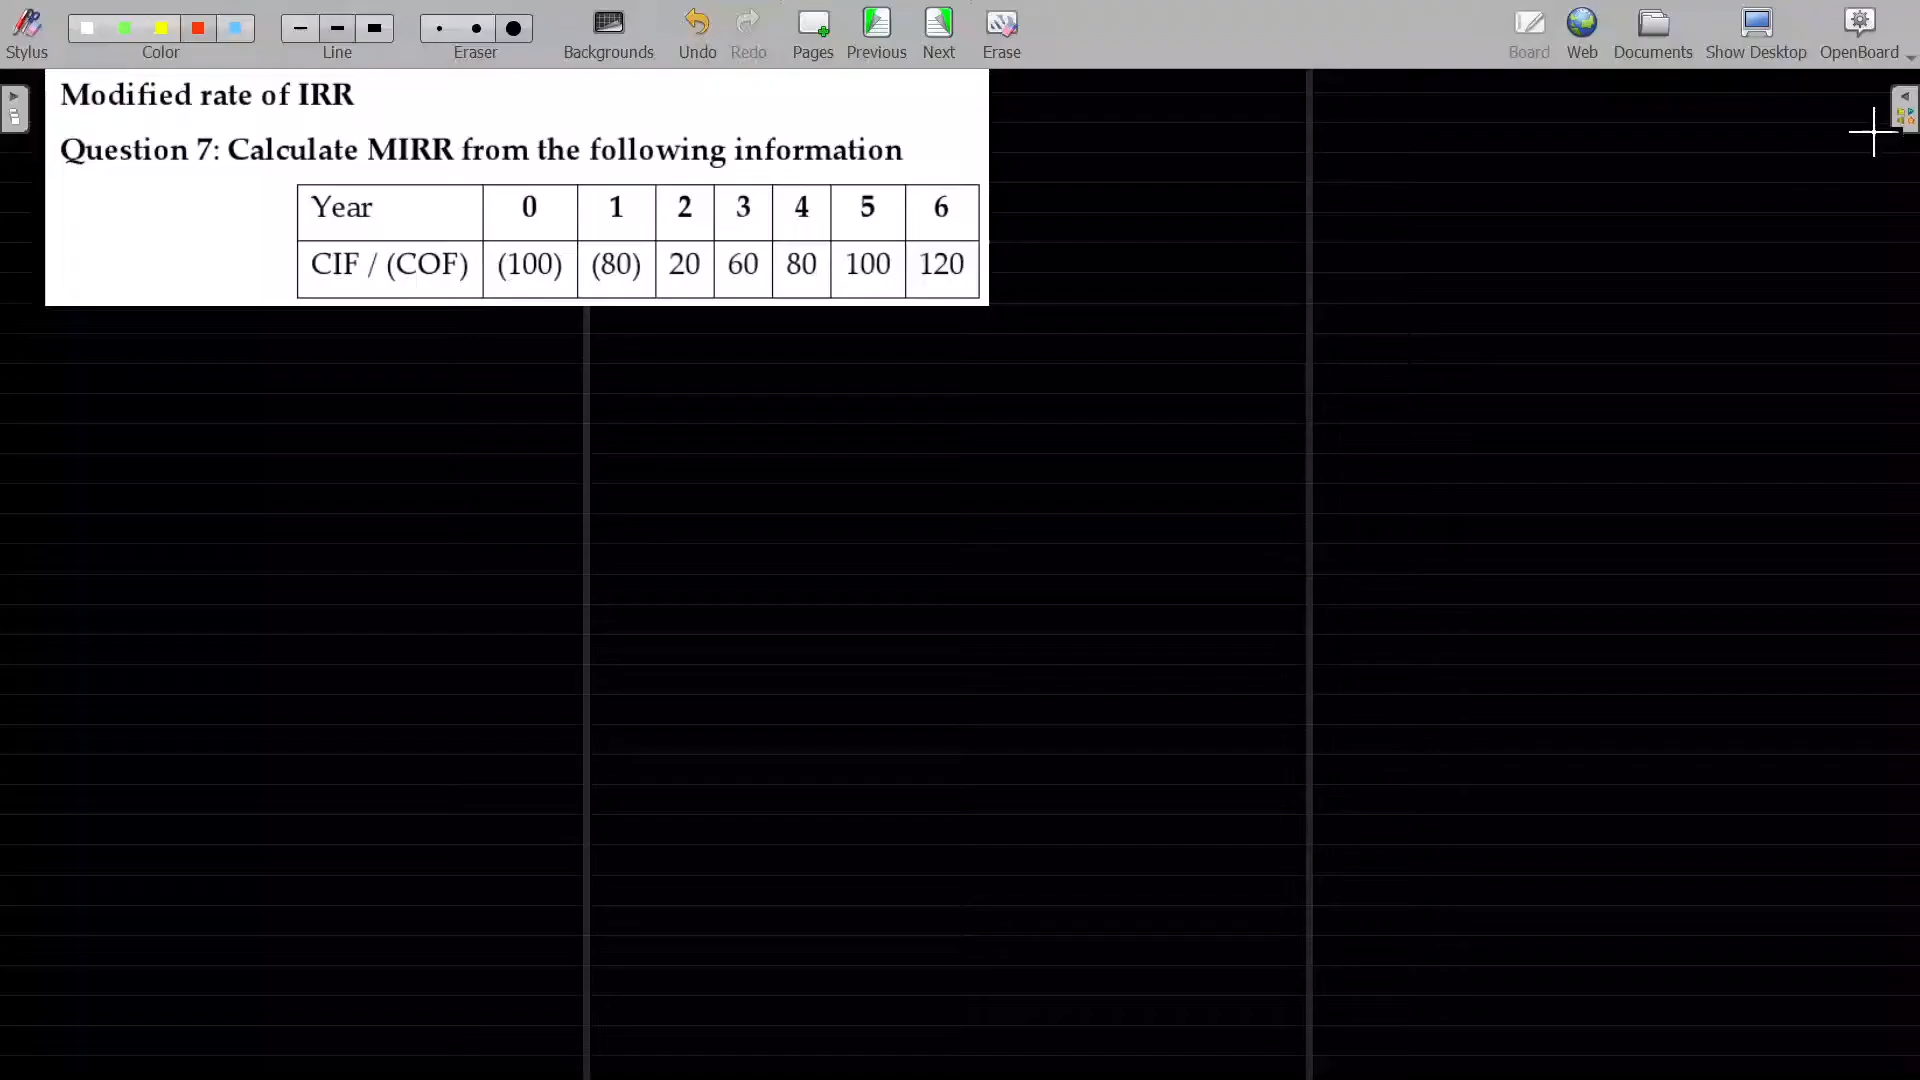 Stylus Color Line Eraser Backgrounds Undo Redo Pages Previous Next Erase Board Web Documents Show Desktop OpenBoard
Modified rate of IRR
Question 7: Calculate MIRR from the following information
Year 0 1 2 3 4 5 6
CIF / (COF) (100) (80) 20 60 80 100 120